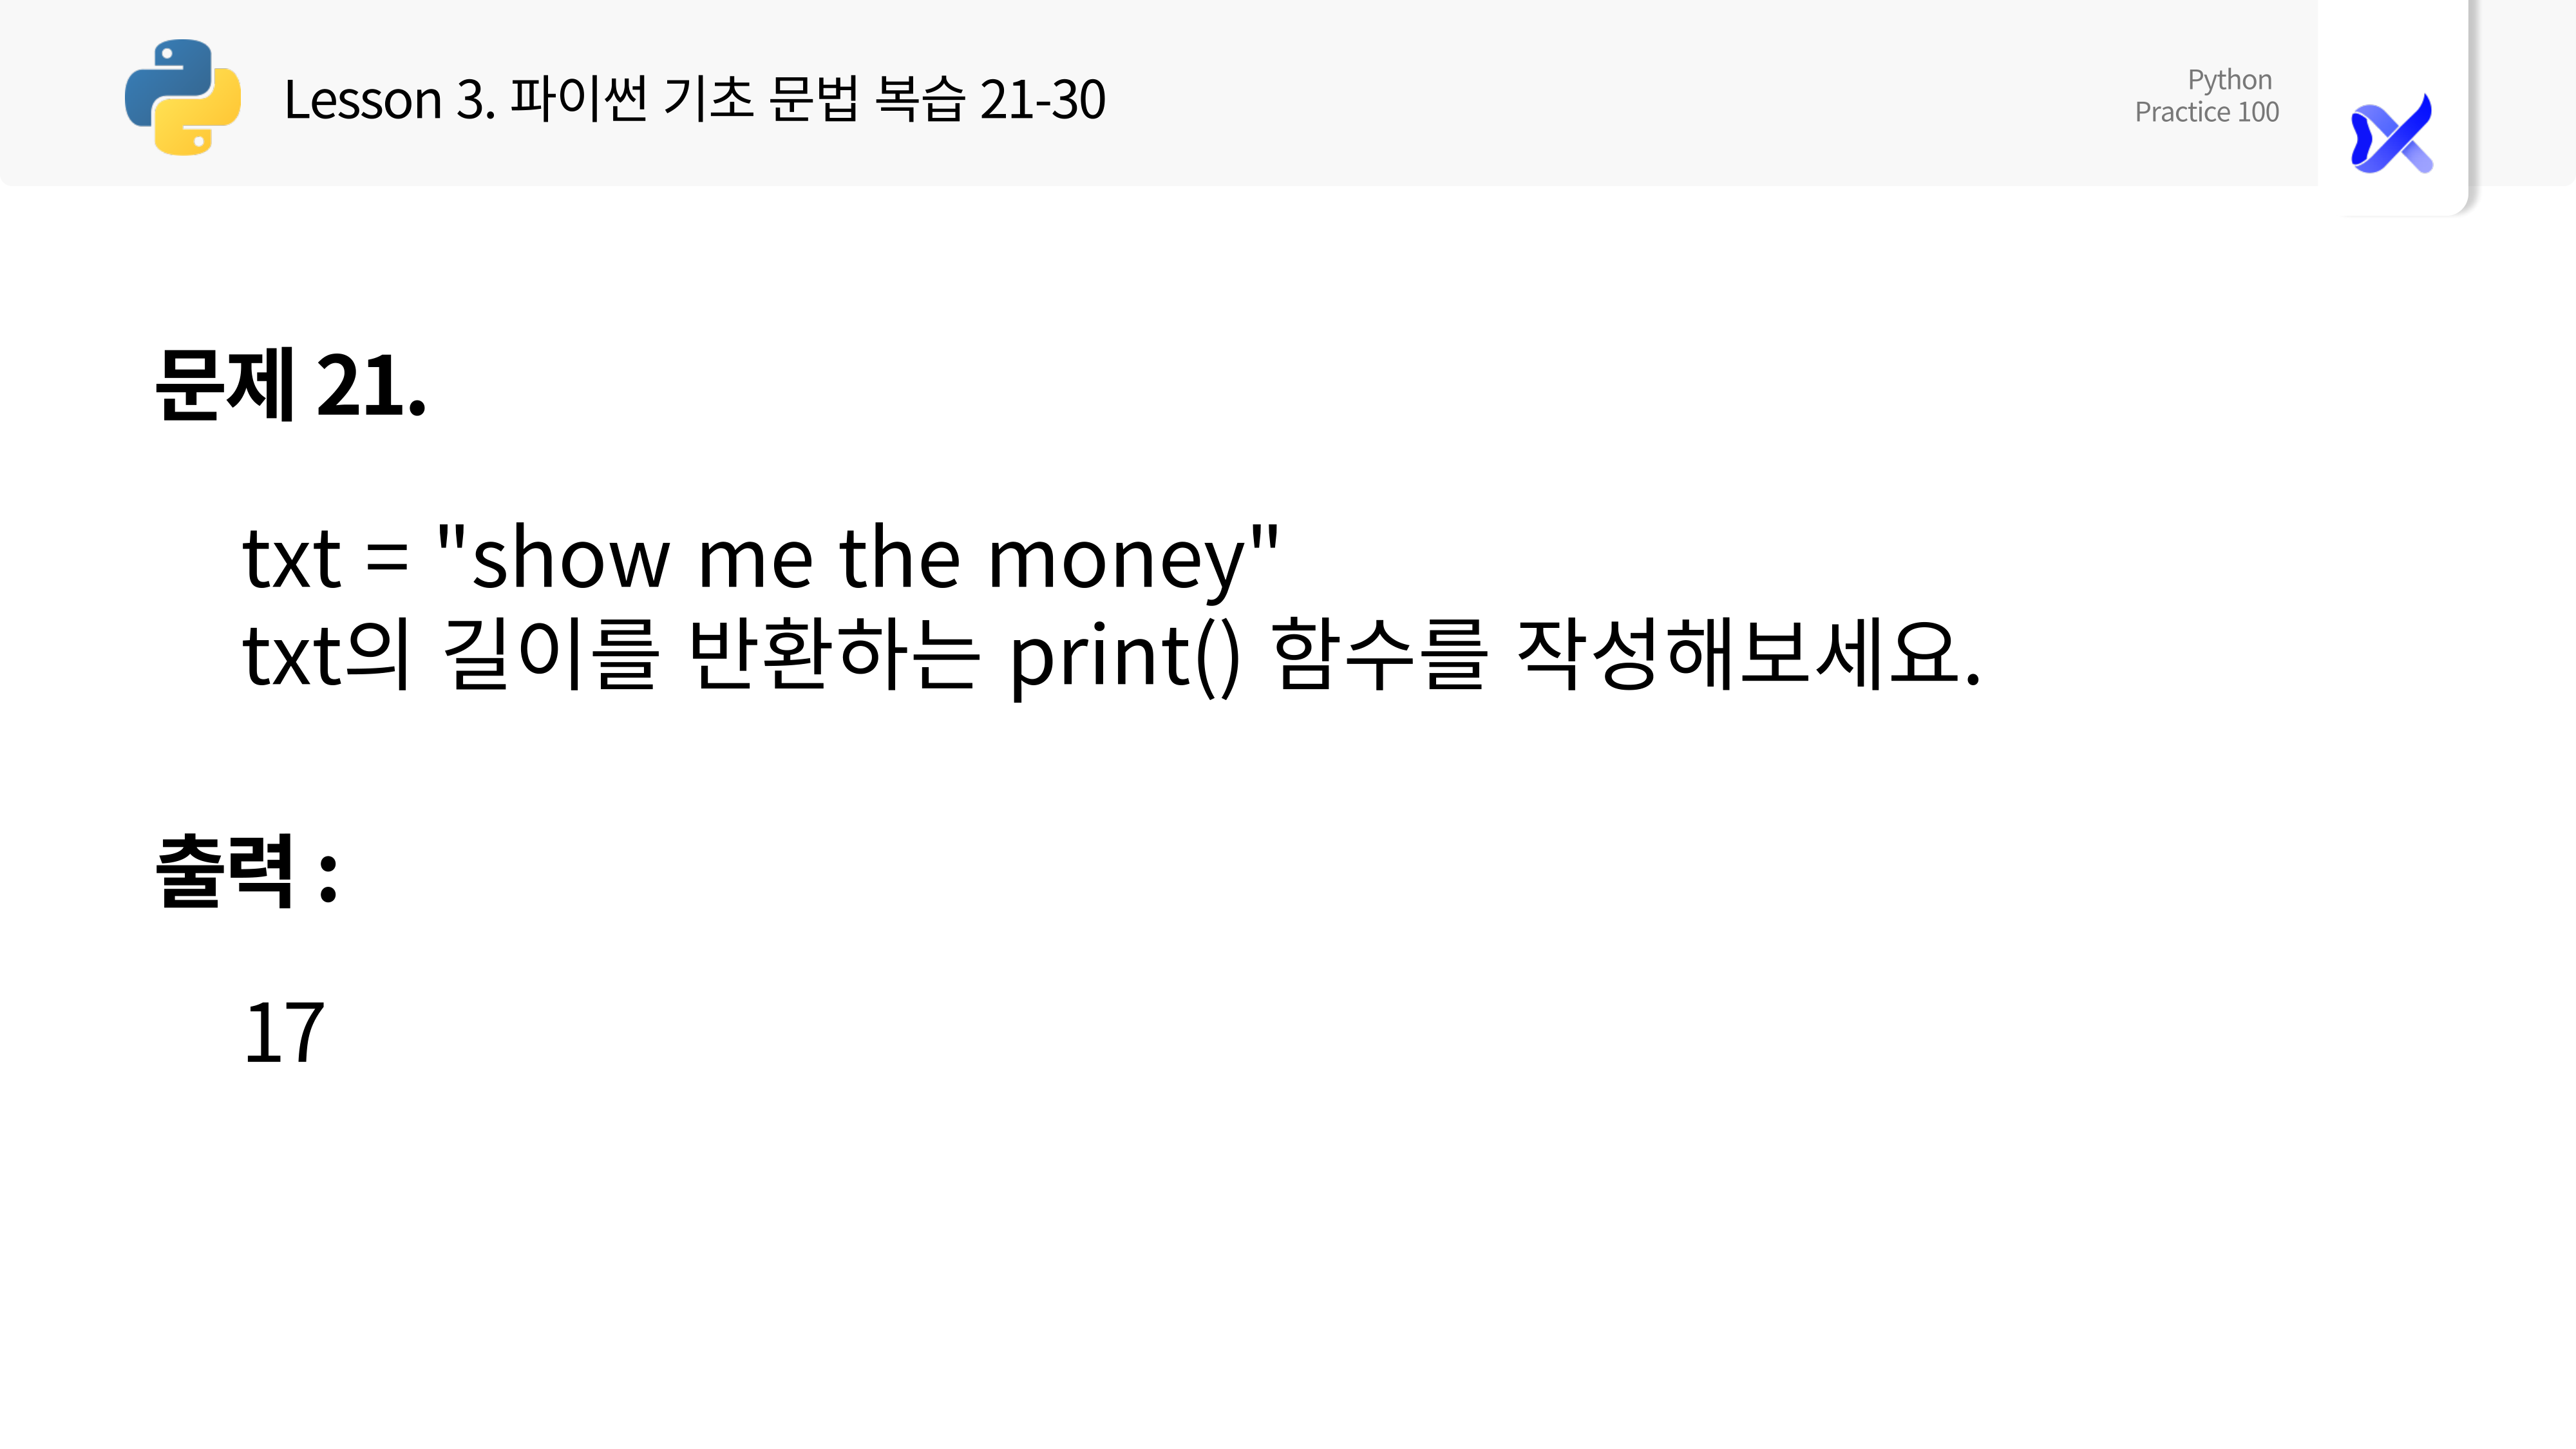 Lesson 3. 파이썬 기초 문법 복습 21-30
Python
Practice 100
문제 21.
txt = "show me the money"
txt의 길이를 반환하는 print() 함수를 작성해보세요.
출력 :
17